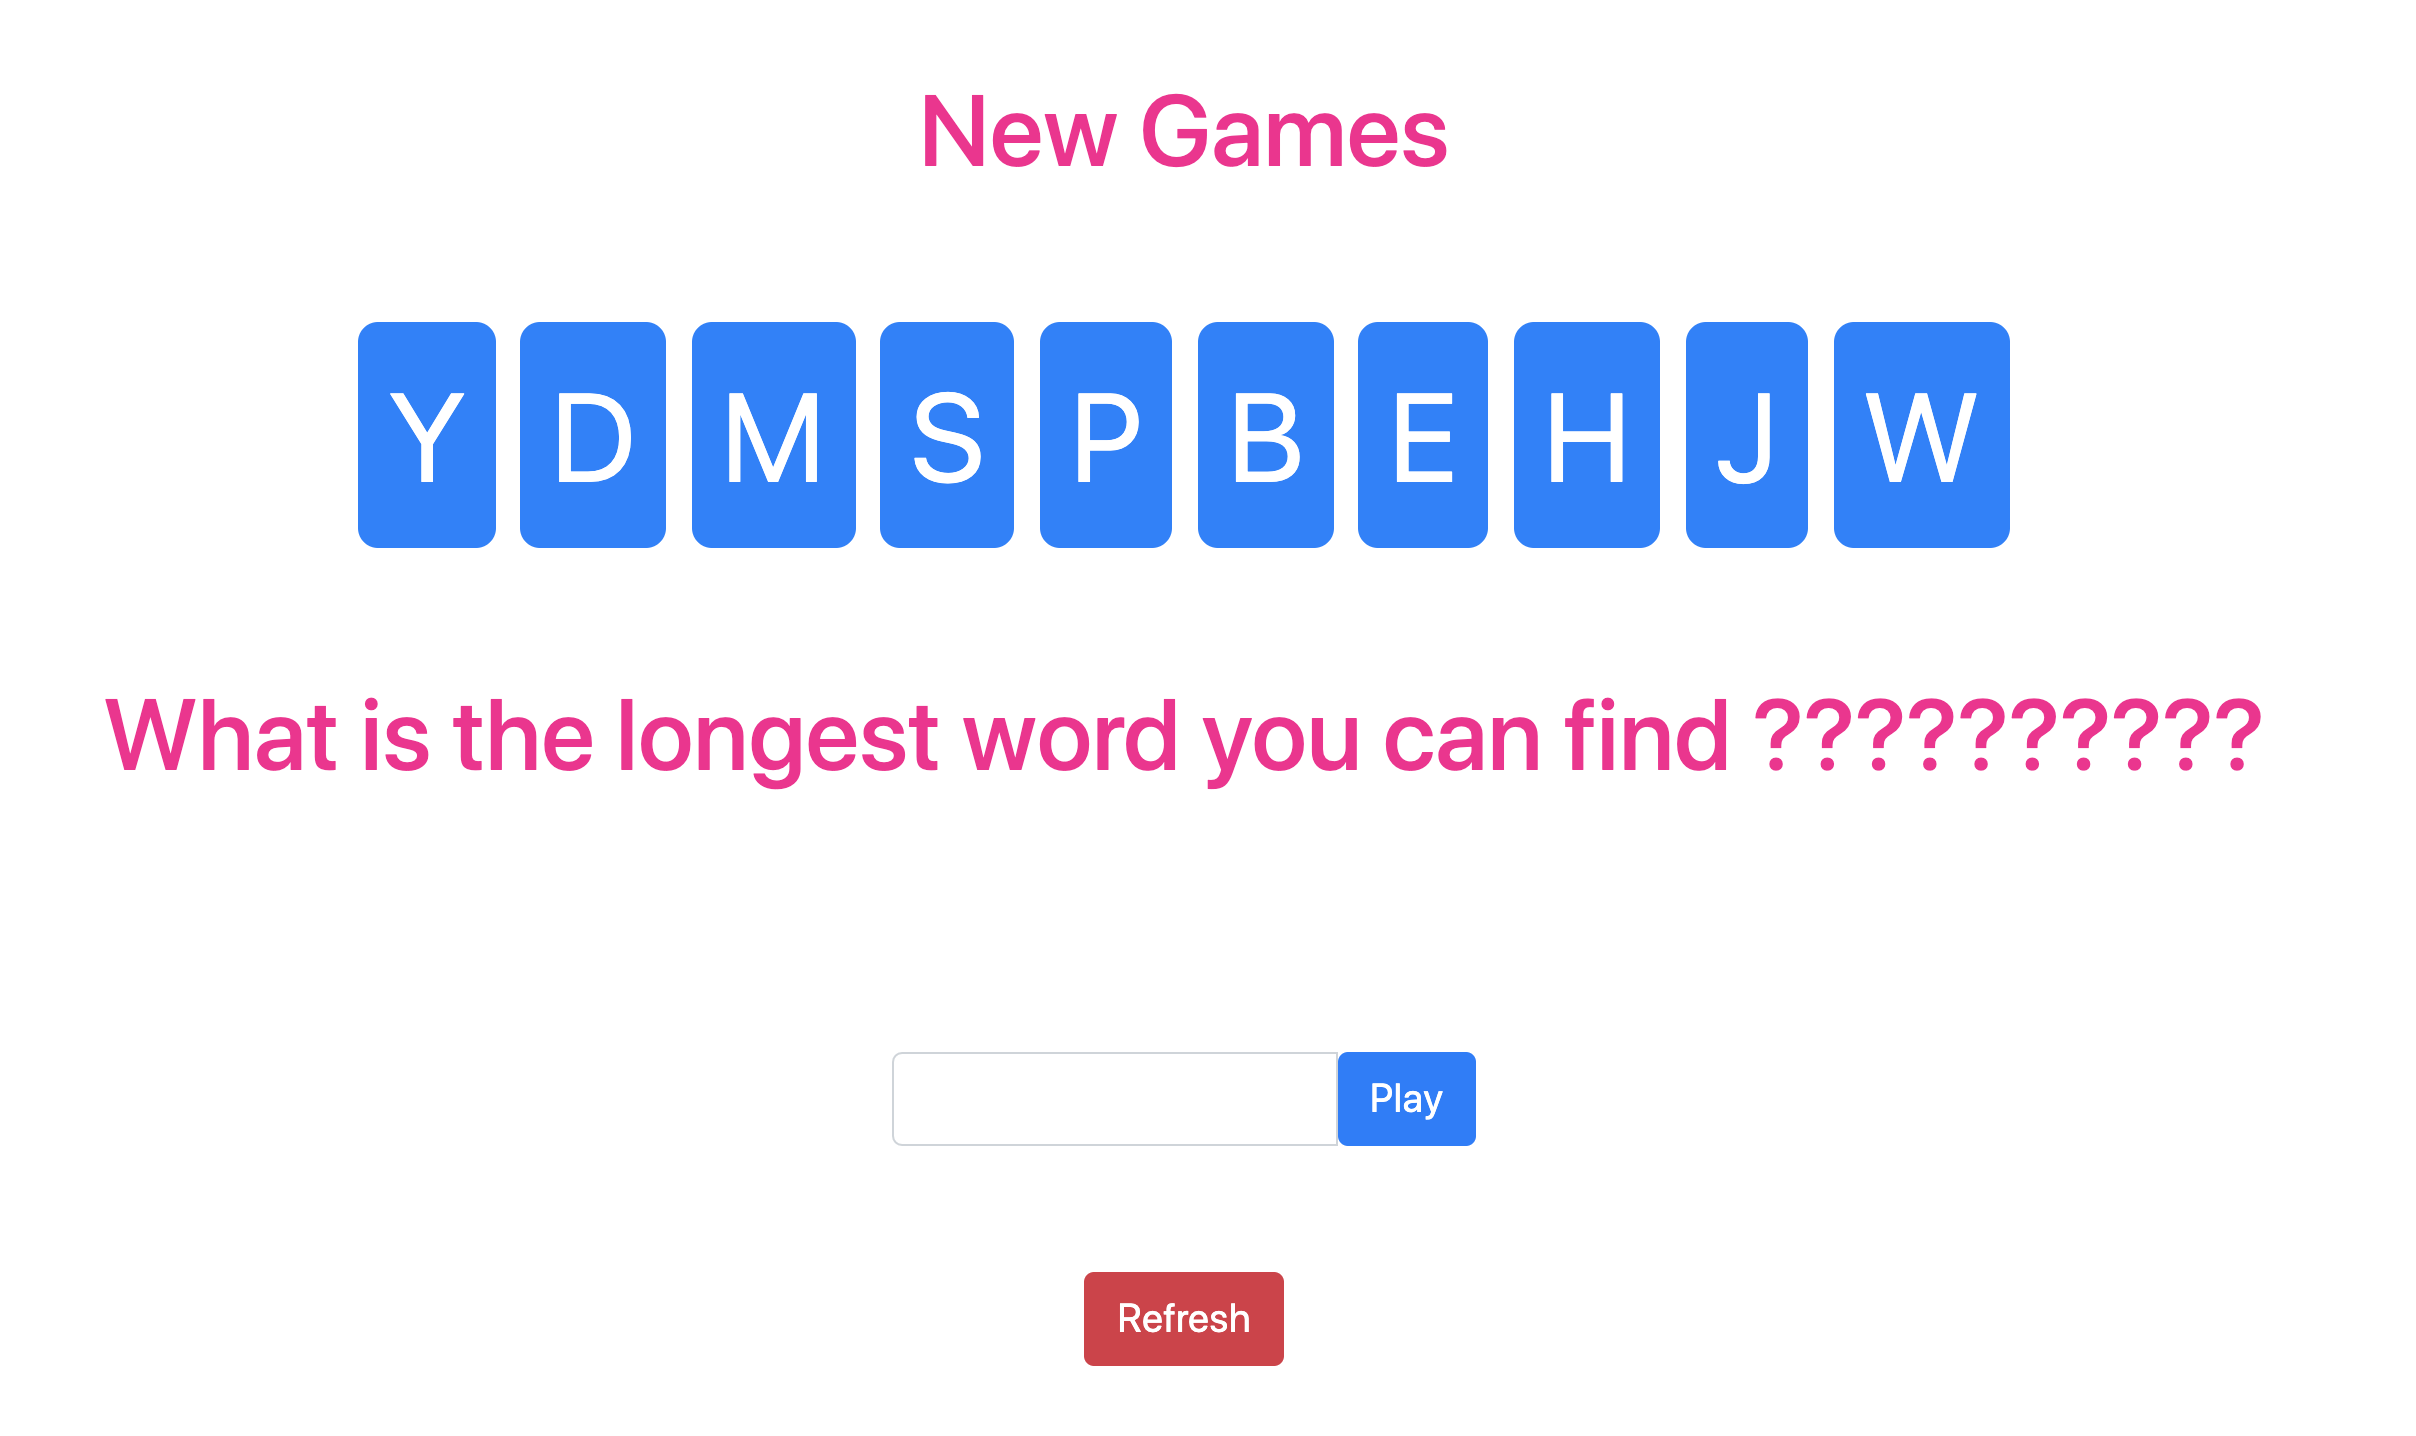 New Games
Y D M S P B E H J W
What is the longest word you can find ??????????
Play
Refresh